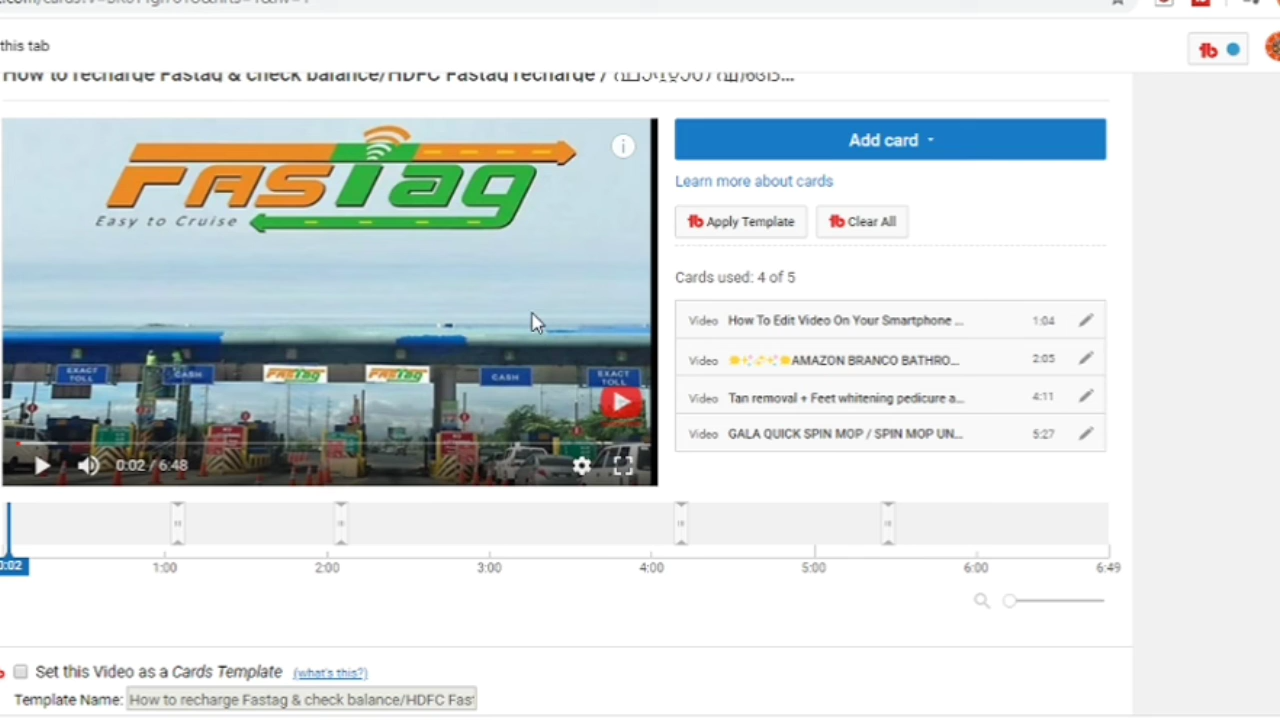 this tab
How to recharge Fastag & check balance/HDFC Fastag recharge /
FASTag
Easy to Cruise
EXACT TOLL
CASH
FASTag
FASTag
CASH
EXACT TOLL
0:02 / 6:48
Add card
Learn more about cards
Apply Template
Clear All
Cards used: 4 of 5
Video How To Edit Video On Your Smartphone ... 1:04
Video AMAZON BRANCO BATHRO... 2:05
Video Tan removal + Feet whitening pedicure a... 4:11
Video GALA QUICK SPIN MOP / SPIN MOP UN... 5:27
0:02 1:00 2:00 3:00 4:00 5:00 6:00 6:49
Set this Video as a Cards Template (what's this?)
Template Name: How to recharge Fastag & check balance/HDFC Fas